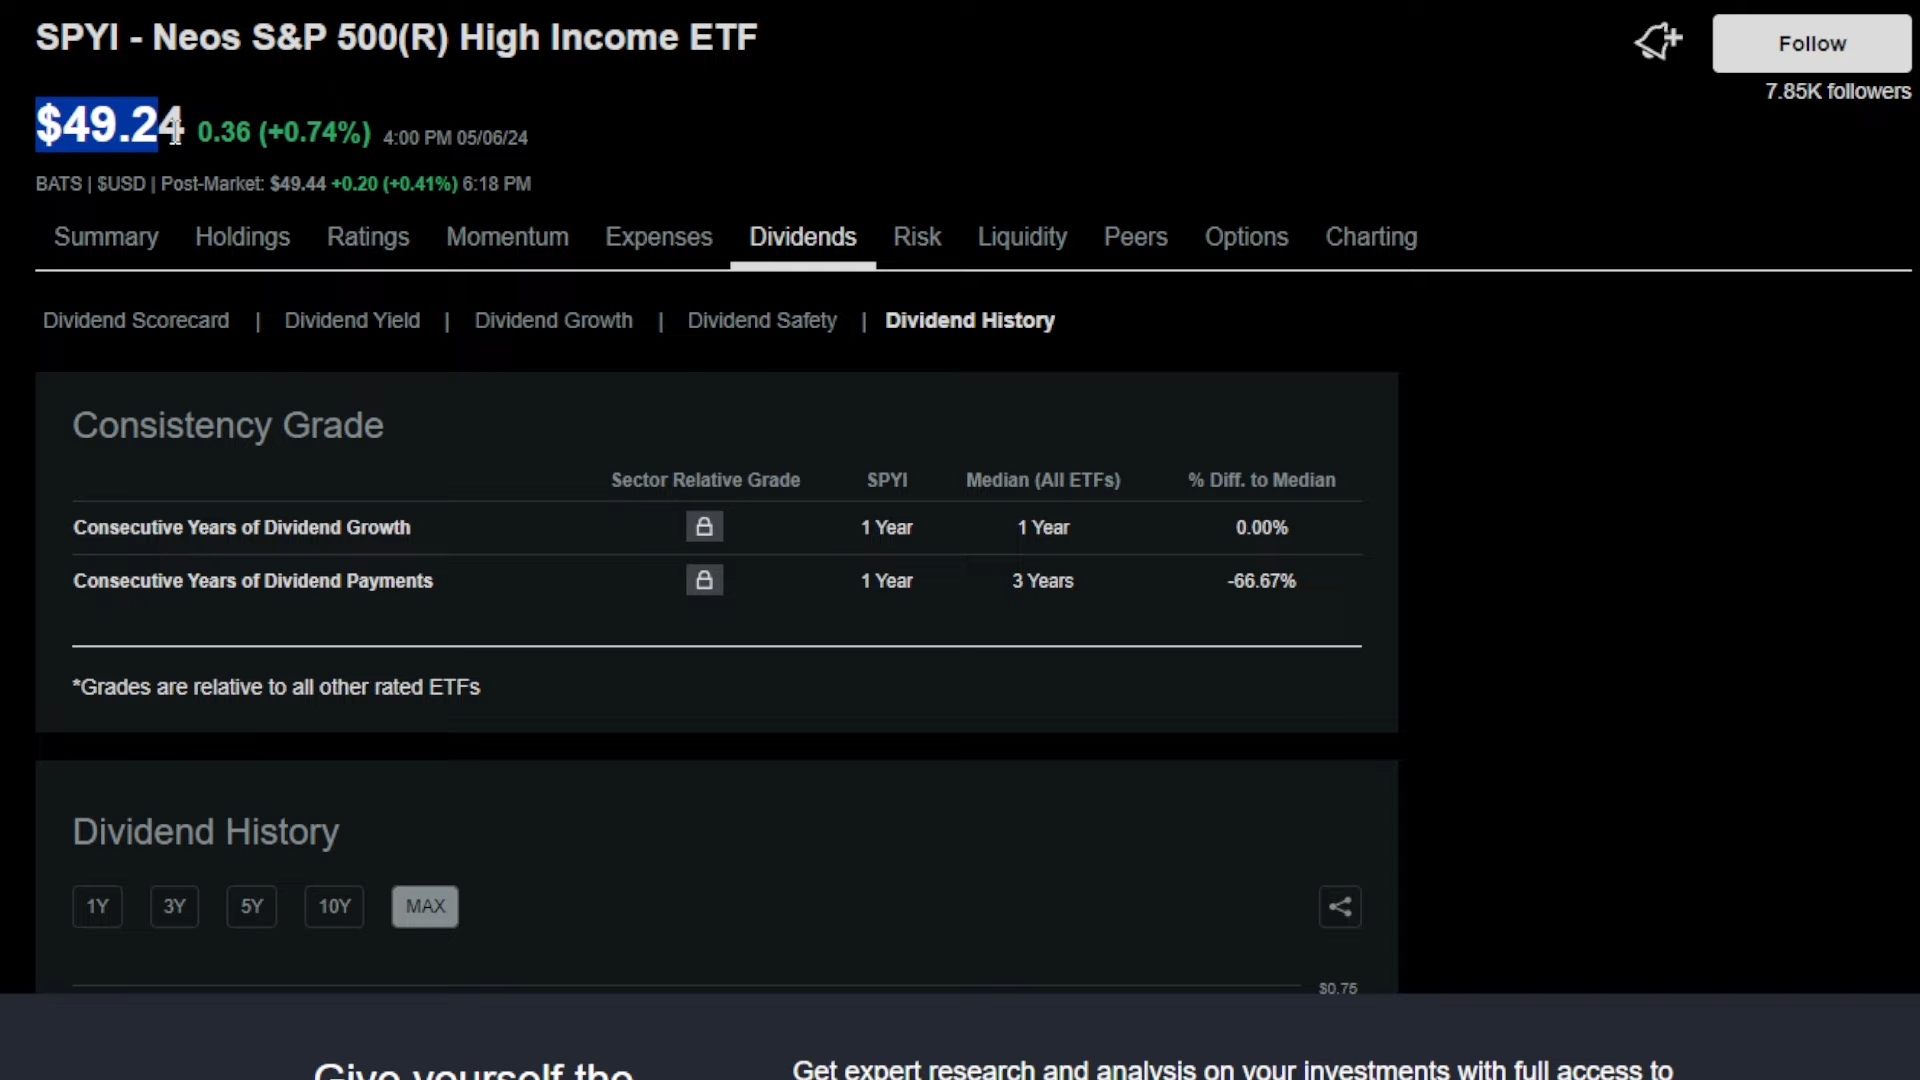 SPYI - Neos S&P 500(R) High Income ETF
Follow
7.85K followers
$49.24 0.36 (+0.74%) 4:00 PM 05/06/24
BATS | $USD | Post-Market: $49.44 +0.20 (+0.41%) 6:18 PM
Summary Holdings Ratings Momentum Expenses Dividends Risk Liquidity Peers Options Charting
Dividend Scorecard | Dividend Yield | Dividend Growth | Dividend Safety | Dividend History
Consistency Grade
Sector Relative Grade SPYI Median (All ETFs) % Diff. to Median
Consecutive Years of Dividend Growth 1 Year 1 Year 0.00%
Consecutive Years of Dividend Payments 1 Year 3 Years -66.67%
*Grades are relative to all other rated ETFs
Dividend History
1Y 3Y 5Y 10Y MAX
$0.75
Give yourself the
Get expert research and analysis on your investments with full access to